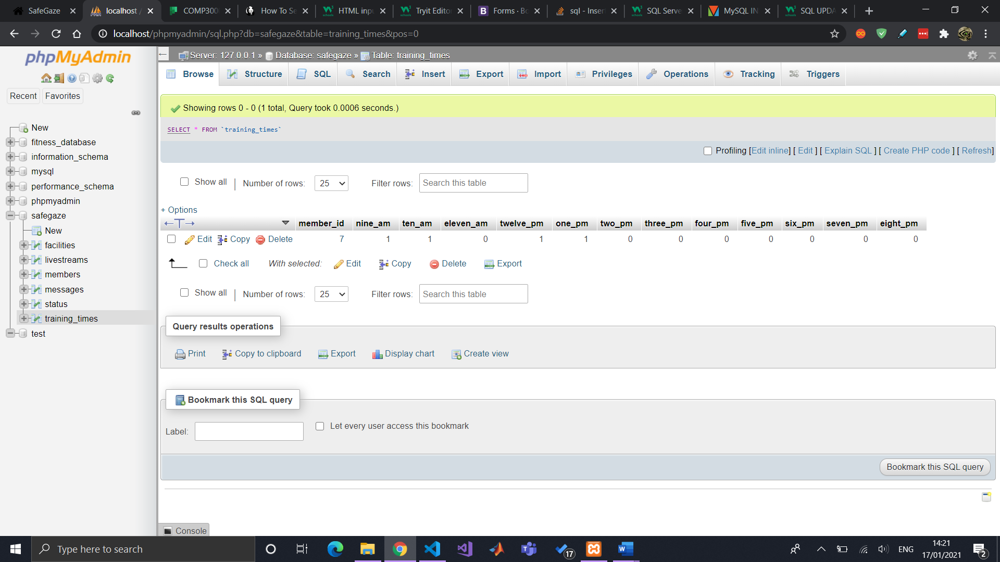 SafeGaze
localhost /
COMP300
How To Se
HTML inpu
Tryit Editor
Forms · Bo
sql - Insert
SQL Serve
MySQL IN
SQL UPDA
localhost/phpmyadmin/sql.php?db=safegaze&table=training_times&pos=0
phpMyAdmin
Recent
Favorites
New
fitness_database
information_schema
mysql
performance_schema
phpmyadmin
safegaze
New
facilities
livestreams
members
messages
status
training_times
test
Server: 127.0.0.1 » Database: safegaze » Table: training_times
Browse Structure SQL Search Insert Export Import Privileges Operations Tracking Triggers
Showing rows 0 - 0 (1 total, Query took 0.0006 seconds.)
SELECT * FROM `training_times`
Profiling [Edit inline] [ Edit ] [ Explain SQL ] [ Create PHP code ] [ Refresh]
Show all | Number of rows: 25 Filter rows: Search this table
+ Options
member_id nine_am ten_am eleven_am twelve_pm one_pm two_pm three_pm four_pm five_pm six_pm seven_pm eight_pm
Edit Copy Delete 7 1 1 0 1 1 0 0 0 0 0 0 0
Check all With selected: Edit Copy Delete Export
Show all | Number of rows: 25 Filter rows: Search this table
Query results operations
Print Copy to clipboard Export Display chart Create view
Bookmark this SQL query
Label: Let every user access this bookmark
Bookmark this SQL query
Console
Type here to search
17
ENG
14:21
17/01/2021
2